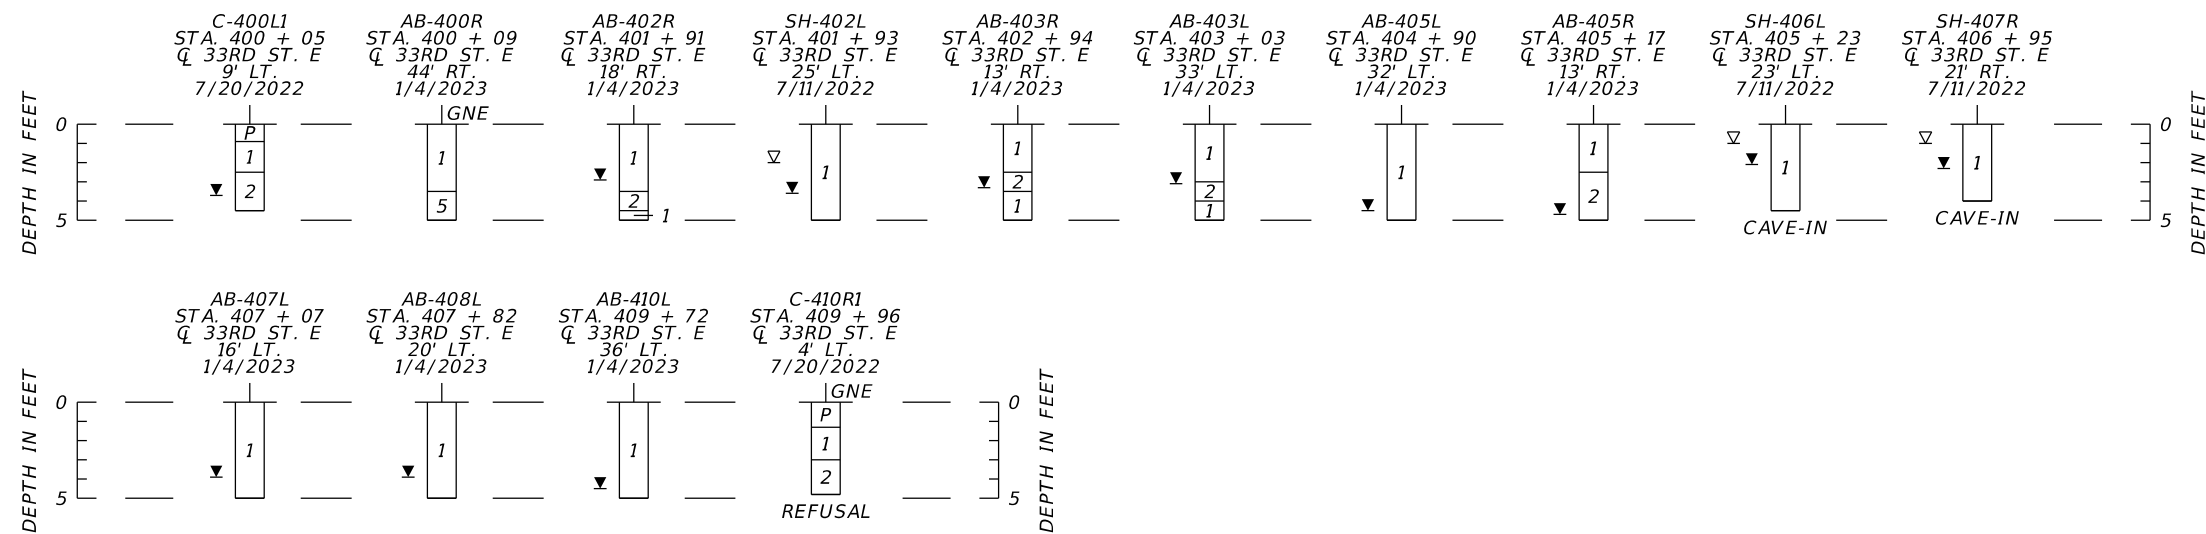 C-400L1
STA. 400 + 05
℄ 33RD ST. E
9' LT.
7/20/2022
P
1
2
AB-400R
STA. 400 + 09
℄ 33RD ST. E
44' RT.
1/4/2023
GNE
1
5
AB-402R
STA. 401 + 91
℄ 33RD ST. E
18' RT.
1/4/2023
1
2
1
SH-402L
STA. 401 + 93
℄ 33RD ST. E
25' LT.
7/11/2022
1
AB-403R
STA. 402 + 94
℄ 33RD ST. E
13' RT.
1/4/2023
1
2
1
AB-403L
STA. 403 + 03
℄ 33RD ST. E
33' LT.
1/4/2023
1
2
1
AB-405L
STA. 404 + 90
℄ 33RD ST. E
32' LT.
1/4/2023
1
AB-405R
STA. 405 + 17
℄ 33RD ST. E
13' RT.
1/4/2023
1
2
SH-406L
STA. 405 + 23
℄ 33RD ST. E
23' LT.
7/11/2022
1
CAVE-IN
SH-407R
STA. 406 + 95
℄ 33RD ST. E
21' RT.
7/11/2022
1
CAVE-IN
DEPTH IN FEET
0
5
0
5
DEPTH IN FEET
AB-407L
STA. 407 + 07
℄ 33RD ST. E
16' LT.
1/4/2023
1
AB-408L
STA. 407 + 82
℄ 33RD ST. E
20' LT.
1/4/2023
1
AB-410L
STA. 409 + 72
℄ 33RD ST. E
36' LT.
1/4/2023
1
C-410R1
STA. 409 + 96
℄ 33RD ST. E
4' LT.
7/20/2022
GNE
P
1
2
REFUSAL
DEPTH IN FEET
0
5
0
5
DEPTH IN FEET